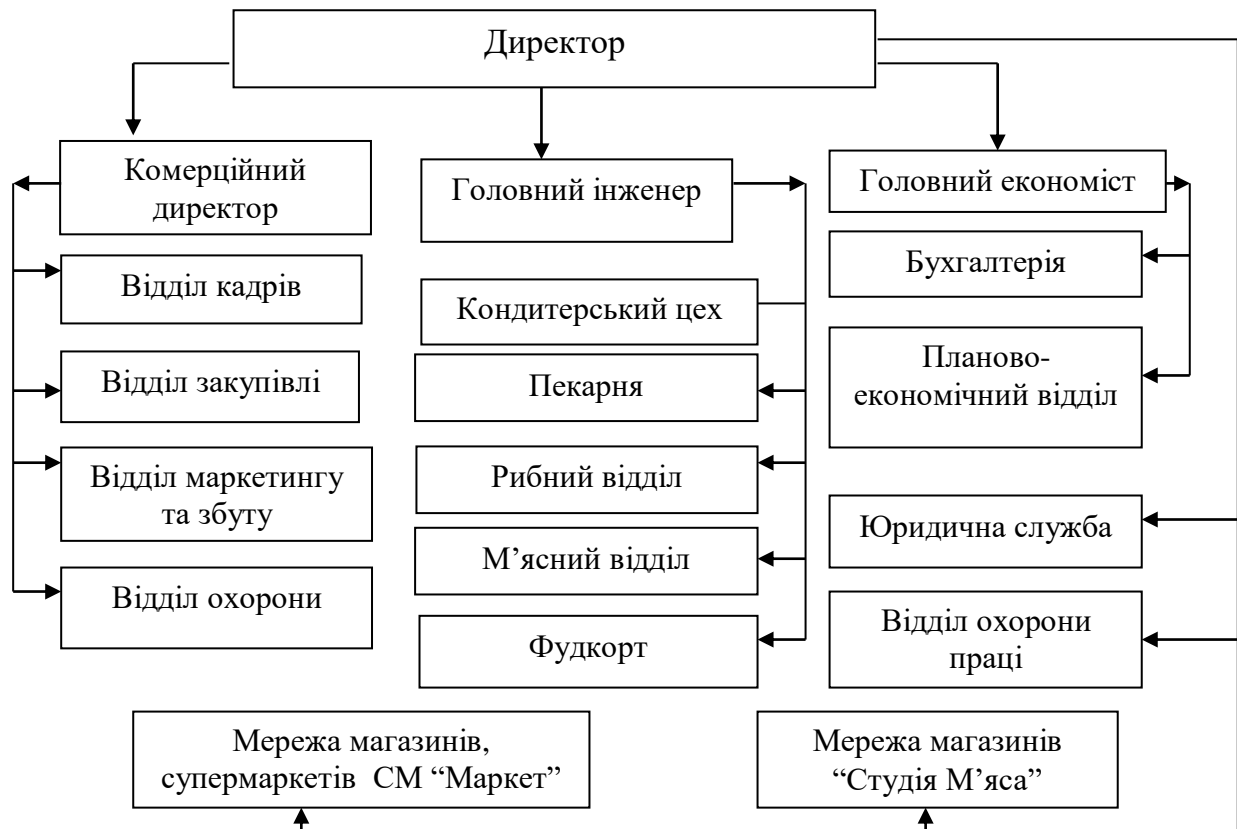 Директор
Комерційний
директор
Головний інженер
Головний економіст
Відділ кадрів
Бухгалтерія
Кондитерський цех
Відділ закупівлі
Пекарня
Планово-
економічний відділ
Відділ маркетингу
та збуту
Рибний відділ
Юридична служба
М’ясний відділ
Відділ охорони
Фудкорт
Відділ охорони
праці
Мережа магазинів,
супермаркетів СМ “Маркет”
Мережа магазинів
“Студія М’яса”